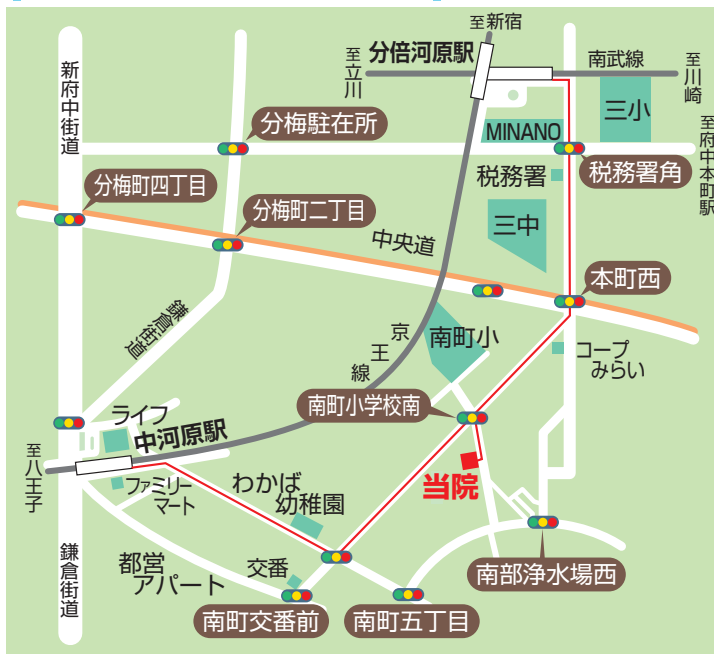 至新宿
分倍河原駅
至立川
南武線
至川崎
新府中街道
三小
分梅駐在所
MINANO
至府中本町駅
税務署
税務署角
分梅町四丁目
分梅町二丁目
三中
中央道
本町西
鎌倉街道
南町小
コープ
みらい
京王線
南町小学校南
ライフ
中河原駅
至八王子
ファミリー
マート
わかば
幼稚園
当院
鎌倉街道
都営
アパート
交番
南部浄水場西
南町交番前
南町五丁目